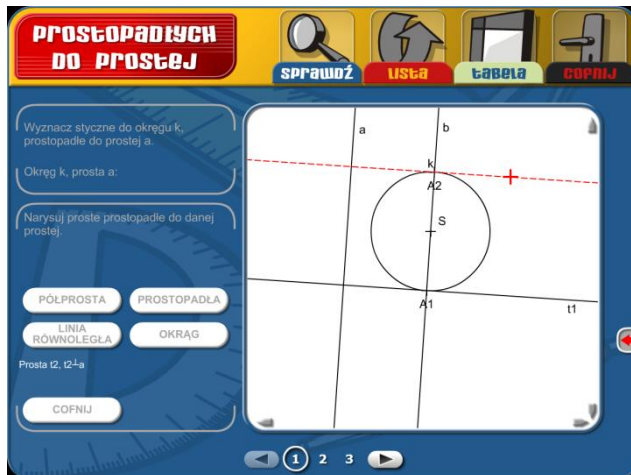 PROSTOPADŁYCH
DO PROSTEJ
SPRAWDŹ
LISTA
TABELA
COFNIJ
Wyznacz styczne do okręgu k,
prostopadłe do prostej a.
Okręg k, prosta a:
Narysuj proste prostopadłe do danej
prostej.
PÓŁPROSTA
PROSTOPADŁA
LINIA
RÓWNOLEGŁA
OKRĄG
Prosta t2, t2⊥a
COFNIJ
a
b
k
A2
S
A1
t1
1 2 3